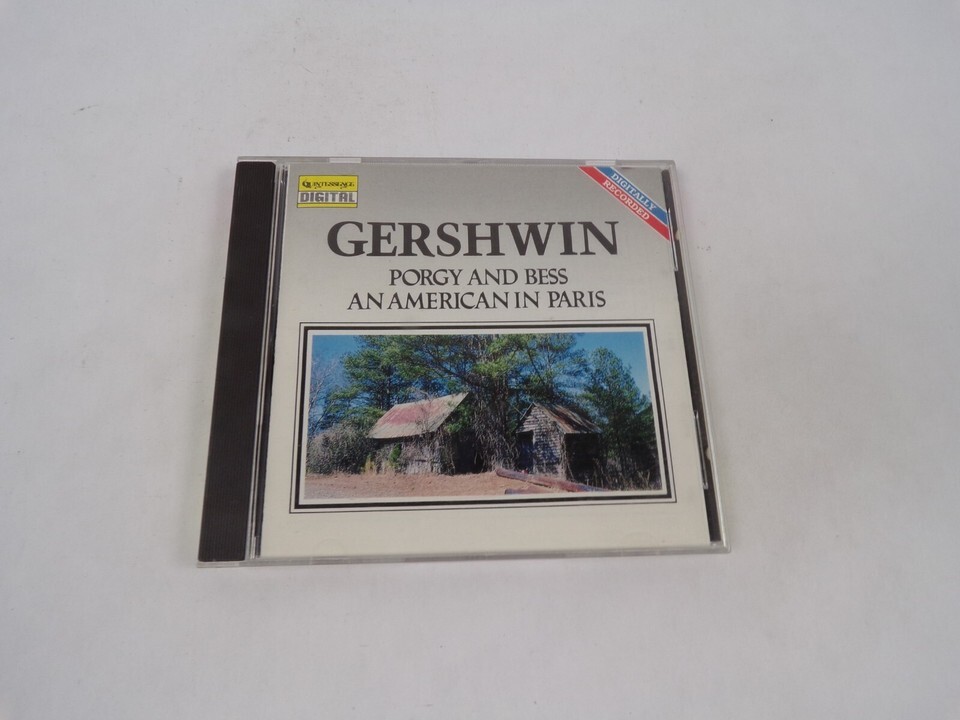 QUINTESSENCE
DIGITAL
DIGITALLY
RECORDED
GERSHWIN
PORGY AND BESS
AN AMERICAN IN PARIS